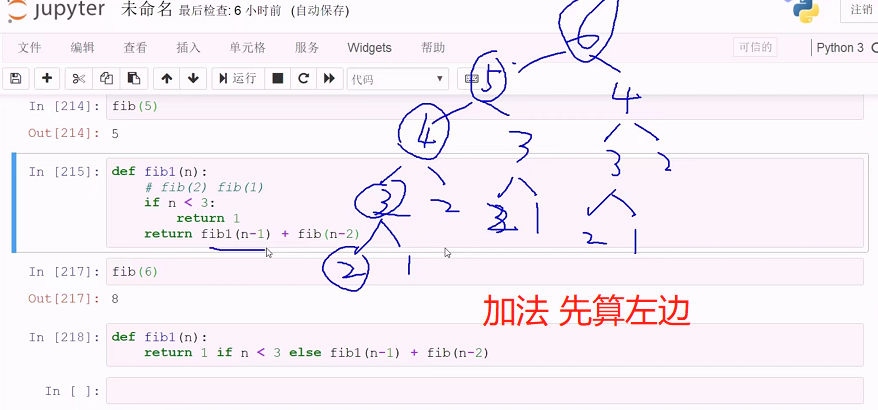 jupyter 未命名 最后检查: 6 小时前 (自动保存)
注销
文件 编辑 查看 插入 单元格 服务 Widgets 帮助
可信的
Python 3
运行
代码
In [214]: fib(5)
Out[214]: 5
In [215]: def fib1(n):
# fib(2) fib(1)
if n < 3:
return 1
return fib1(n-1) + fib(n-2)
In [217]: fib(6)
Out[217]: 8
In [218]: def fib1(n):
return 1 if n < 3 else fib1(n-1) + fib(n-2)
In [ ]:
6
5 4
4 3 3 2
3 2 2 1 2 1
2 1
加法 先算左边